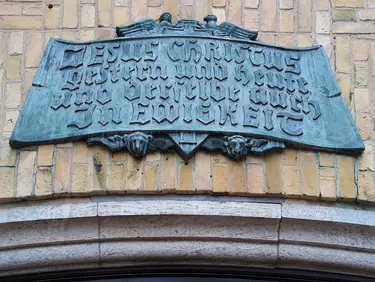 JESUS CHRISTUS
gestern und heute
und derselbe auch
IN EWIGKEIT